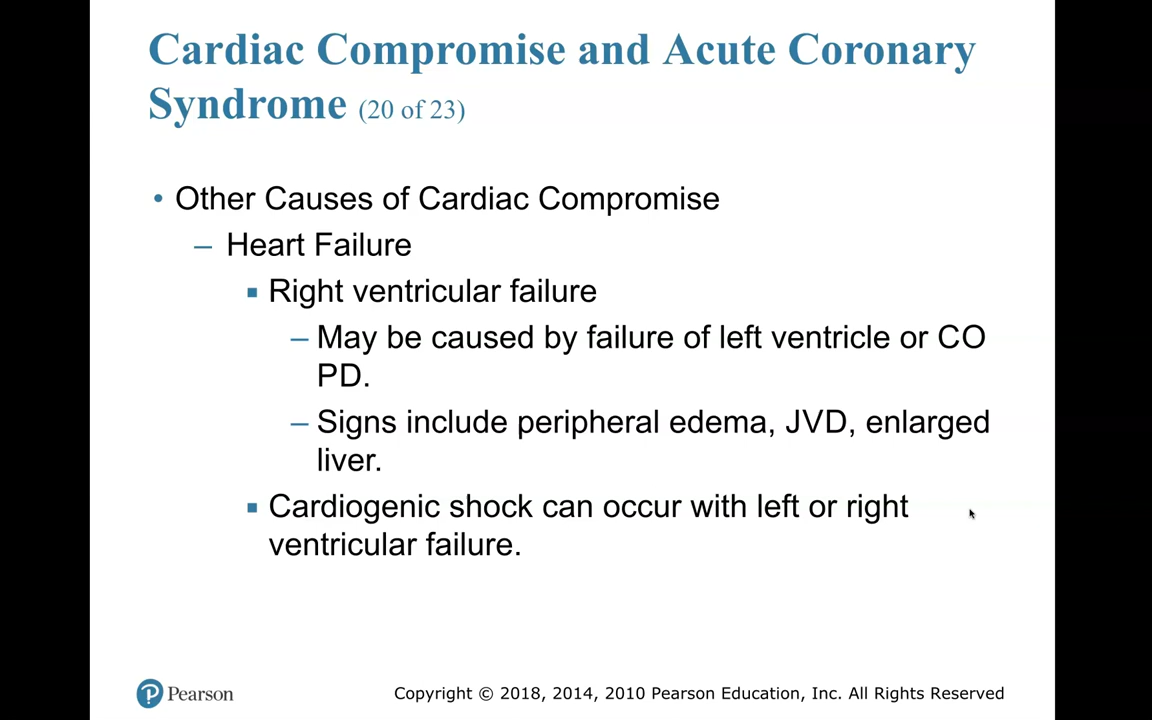 Cardiac Compromise and Acute Coronary
Syndrome (20 of 23)
• Other Causes of Cardiac Compromise
– Heart Failure
▪ Right ventricular failure
– May be caused by failure of left ventricle or CO
PD.
– Signs include peripheral edema, JVD, enlarged
liver.
▪ Cardiogenic shock can occur with left or right
ventricular failure.
Pearson
Copyright © 2018, 2014, 2010 Pearson Education, Inc. All Rights Reserved